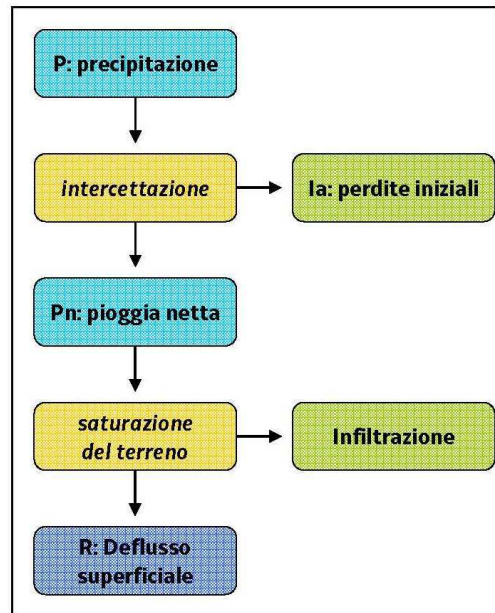 P: precipitazione
intercettazione
Ia: perdite iniziali
Pn: pioggia netta
saturazione
del terreno
Infiltrazione
R: Deflusso
superficiale